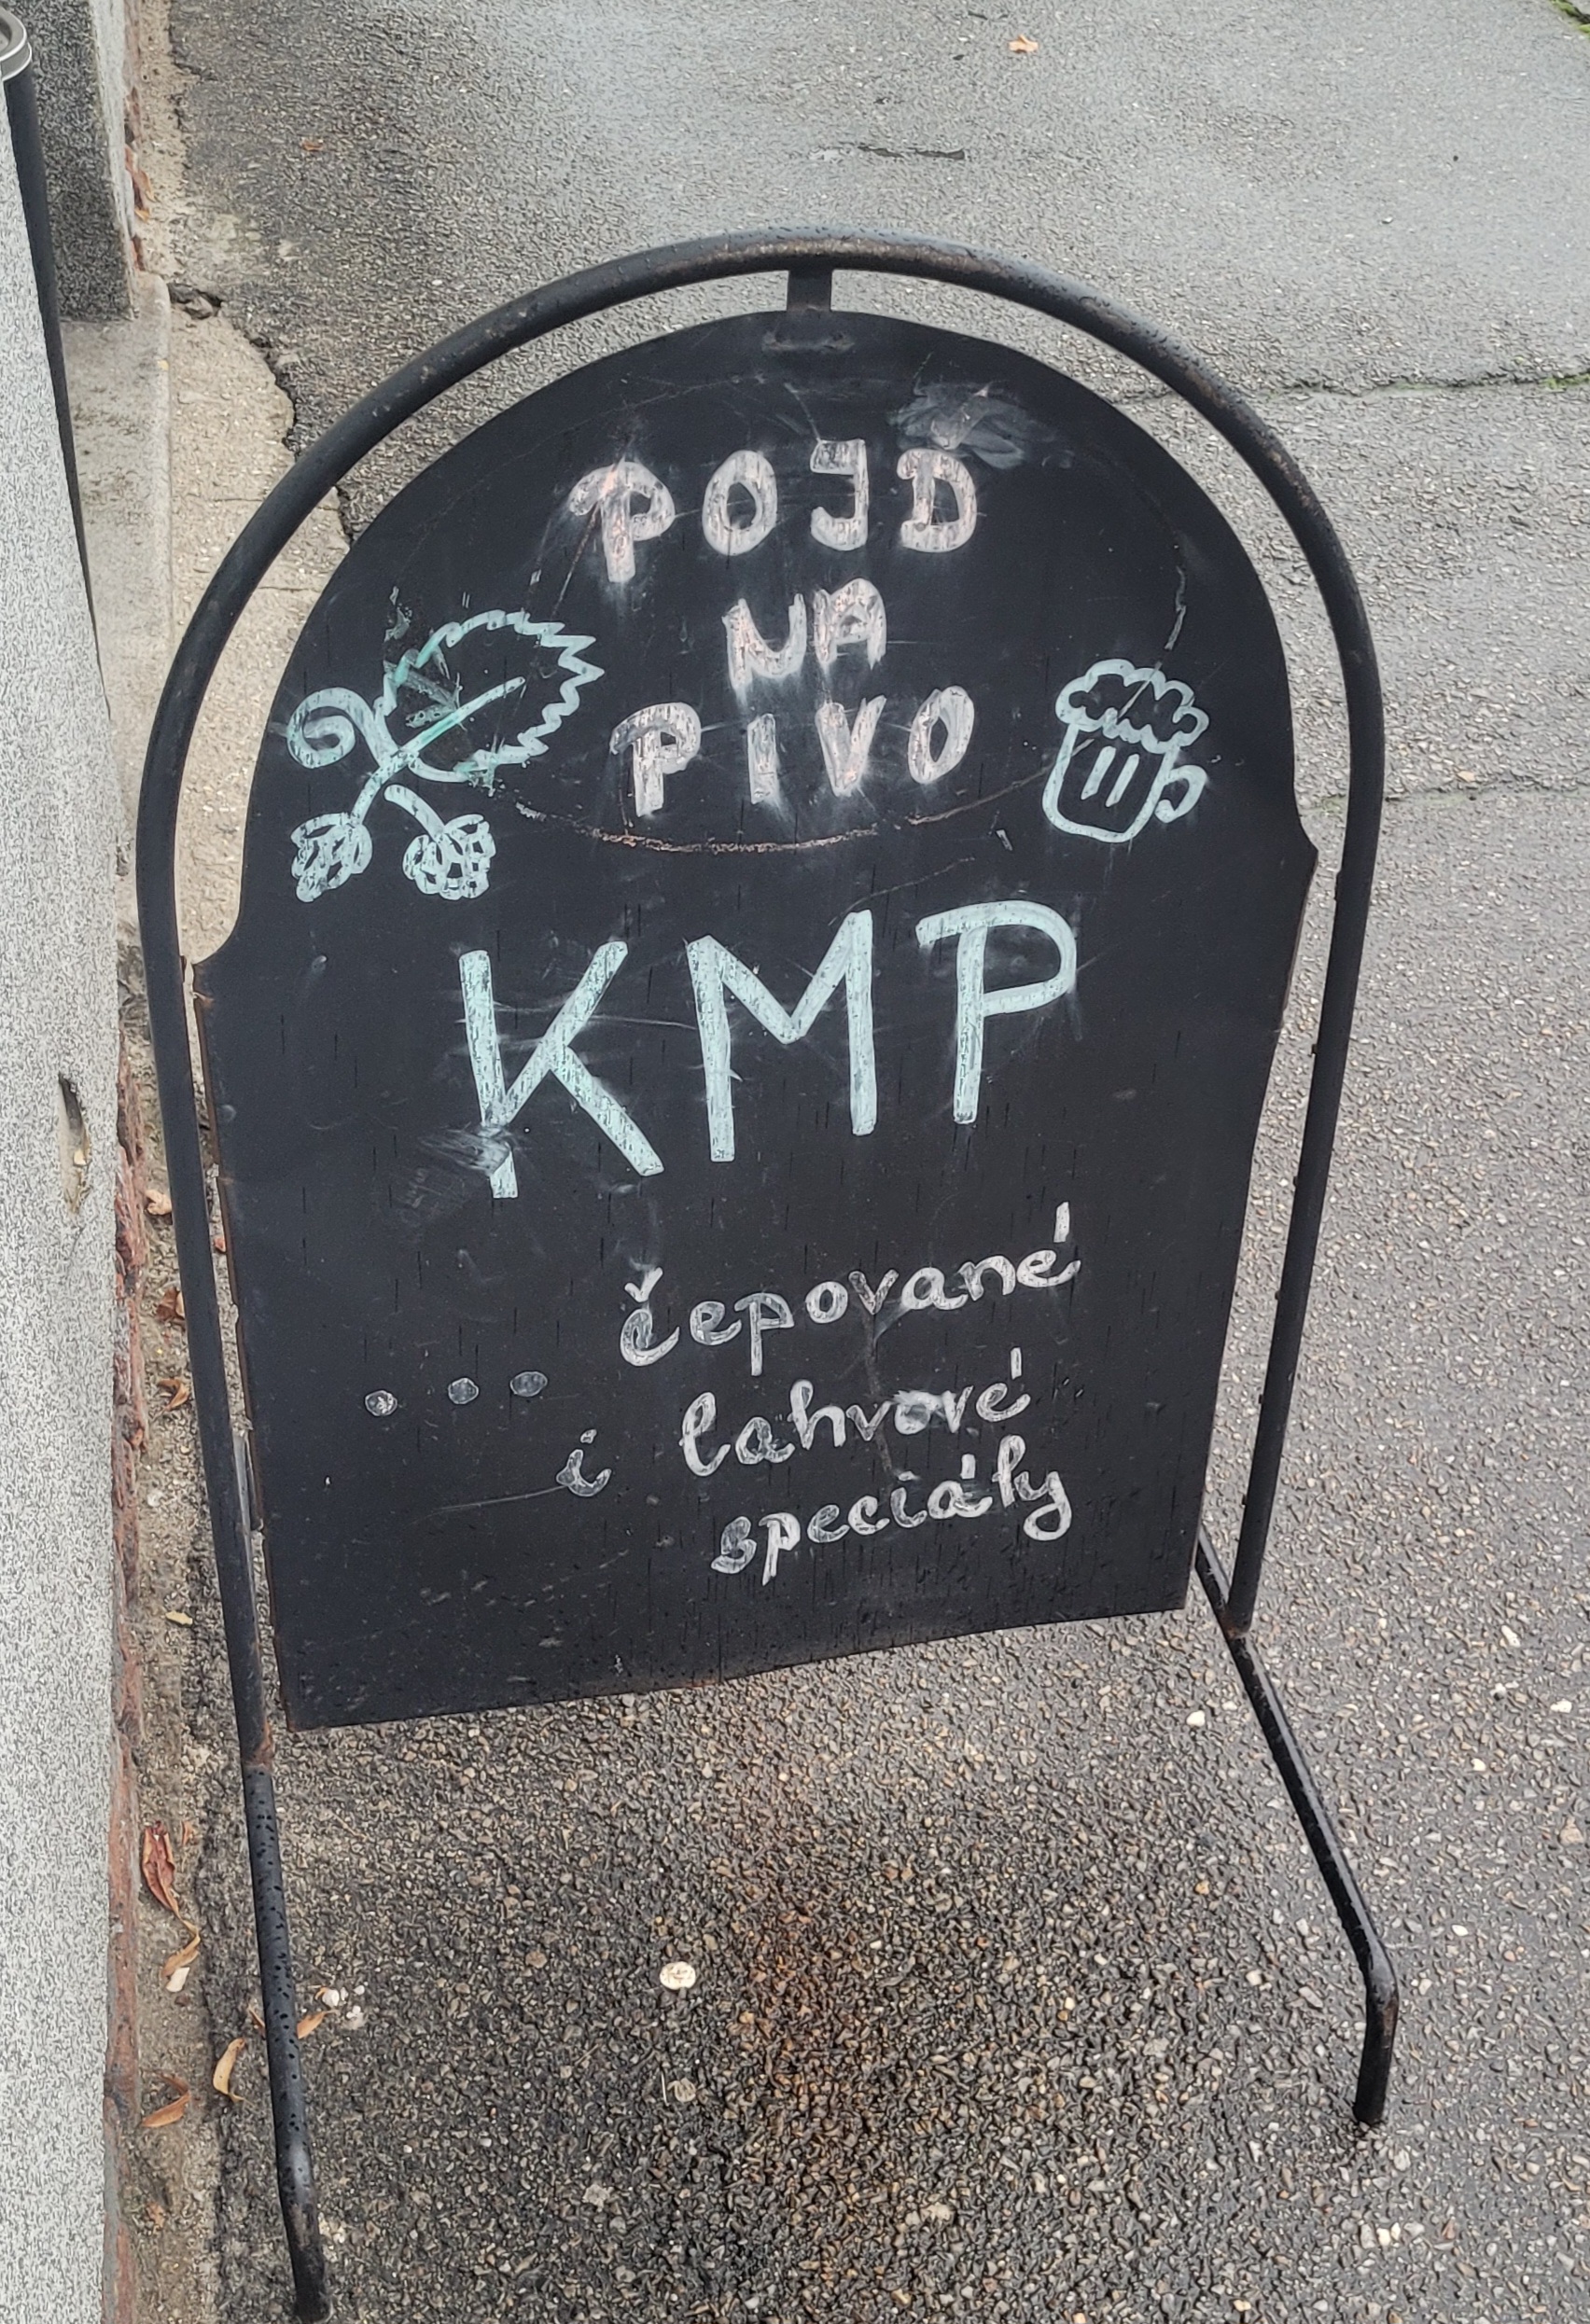 POJD
NA
PIVO
KMP
... čepované
i lahvové
speciály